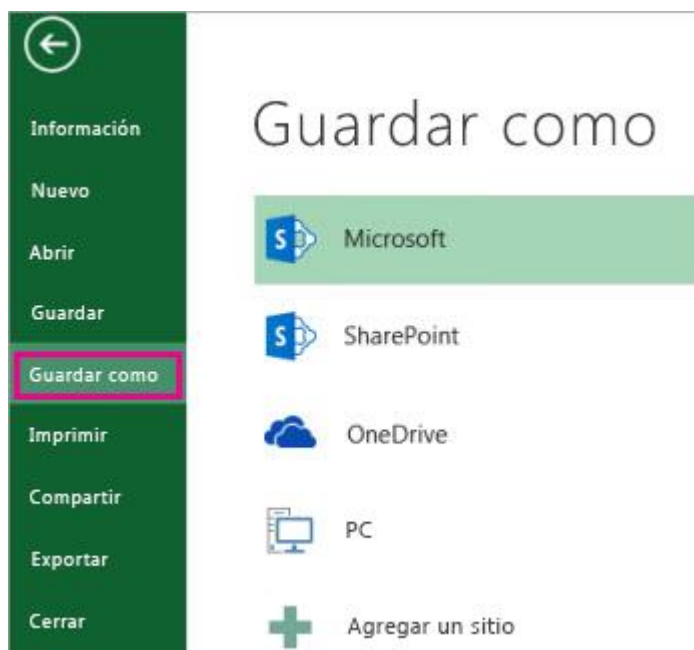 Información
Nuevo
Abrir
Guardar
Guardar como
Imprimir
Compartir
Exportar
Cerrar
Guardar como
S Microsoft
S SharePoint
OneDrive
PC
Agregar un sitio